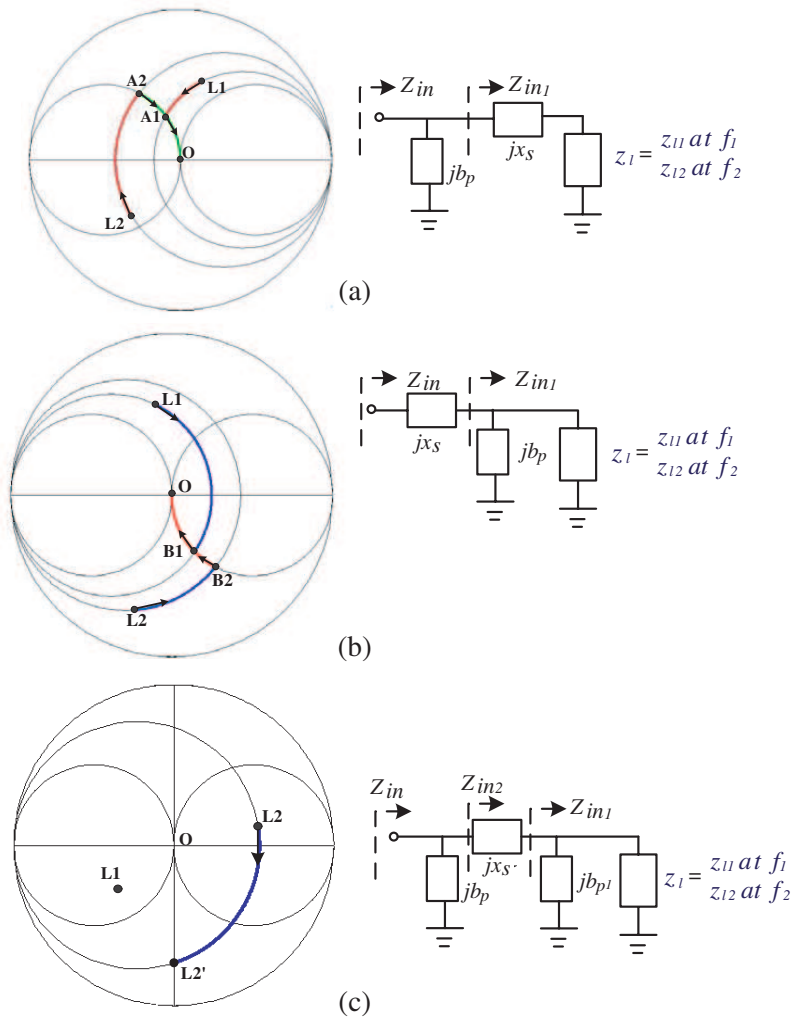 A2
L1
A1
O
L2
Z_in
Z_in1
jx_s
jb_p
z_l = z_l1 at f_1
z_l2 at f_2
(a)
L1
O
B1
B2
L2
Z_in
Z_in1
jx_s
jb_p
z_l = z_l1 at f_1
z_l2 at f_2
(b)
L2
O
L1
L2'
Z_in
Z_in2
Z_in1
jx_s'
jb_p
jb_p1
z_l = z_l1 at f_1
z_l2 at f_2
(c)